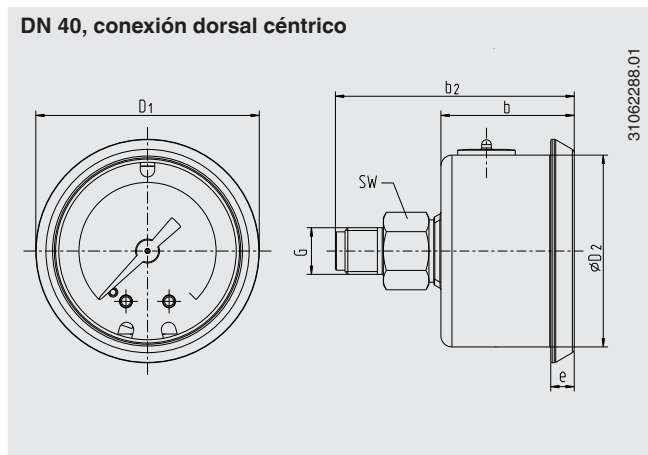 DN 40, conexión dorsal céntrico
31062288.01
D1
b2
b
SW
G
øD2
e